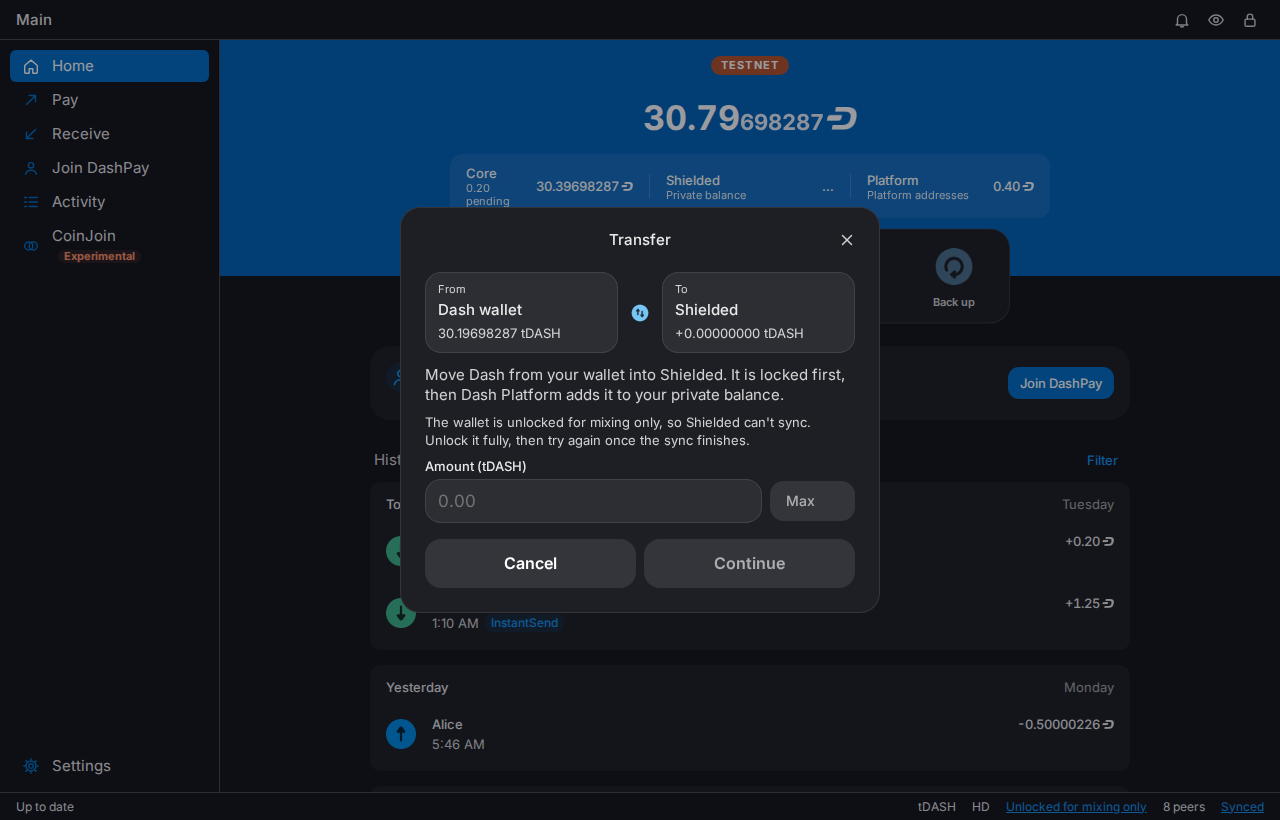 Main
Home
Pay
Receive
Join DashPay
Activity
CoinJoin
Experimental
Settings
TESTNET
30.79698287
Core
0.20
pending
30.39698287
Shielded
Private balance
...
Platform
Platform addresses
0.40
Back up
Join DashPay
Filter
Tuesday
+0.20
+1.25
1:10 AM InstantSend
Yesterday
Monday
Alice
-0.50000226
5:46 AM
Transfer
From
Dash wallet
30.19698287 tDASH
To
Shielded
+0.00000000 tDASH
Move Dash from your wallet into Shielded. It is locked first,
then Dash Platform adds it to your private balance.
The wallet is unlocked for mixing only, so Shielded can't sync.
Unlock it fully, then try again once the sync finishes.
Amount (tDASH)
0.00
Max
Cancel
Continue
Up to date
tDASH
HD
Unlocked for mixing only
8 peers
Synced